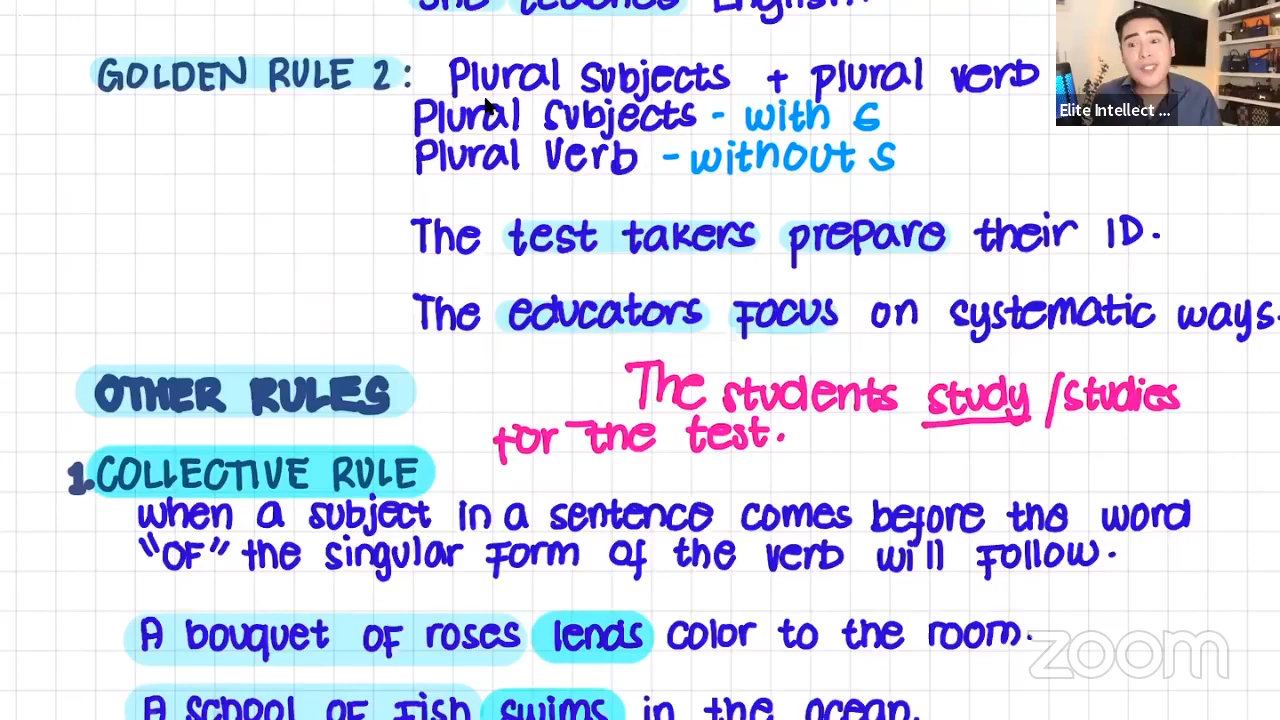 She teaches English.
GOLDEN RULE 2: Plural Subjects + plural verb
Plural Subjects - with S
Plural Verb - without S
The test takers prepare their ID.
The educators focus on systematic ways.
OTHER RULES
The students study / studies
for the test.
1. COLLECTIVE RULE
When a subject in a sentence comes before the word
"OF" the singular form of the verb will follow.
A bouquet of roses lends color to the room.
A school of fish swims in the ocean.
Elite Intellect ...
zoom